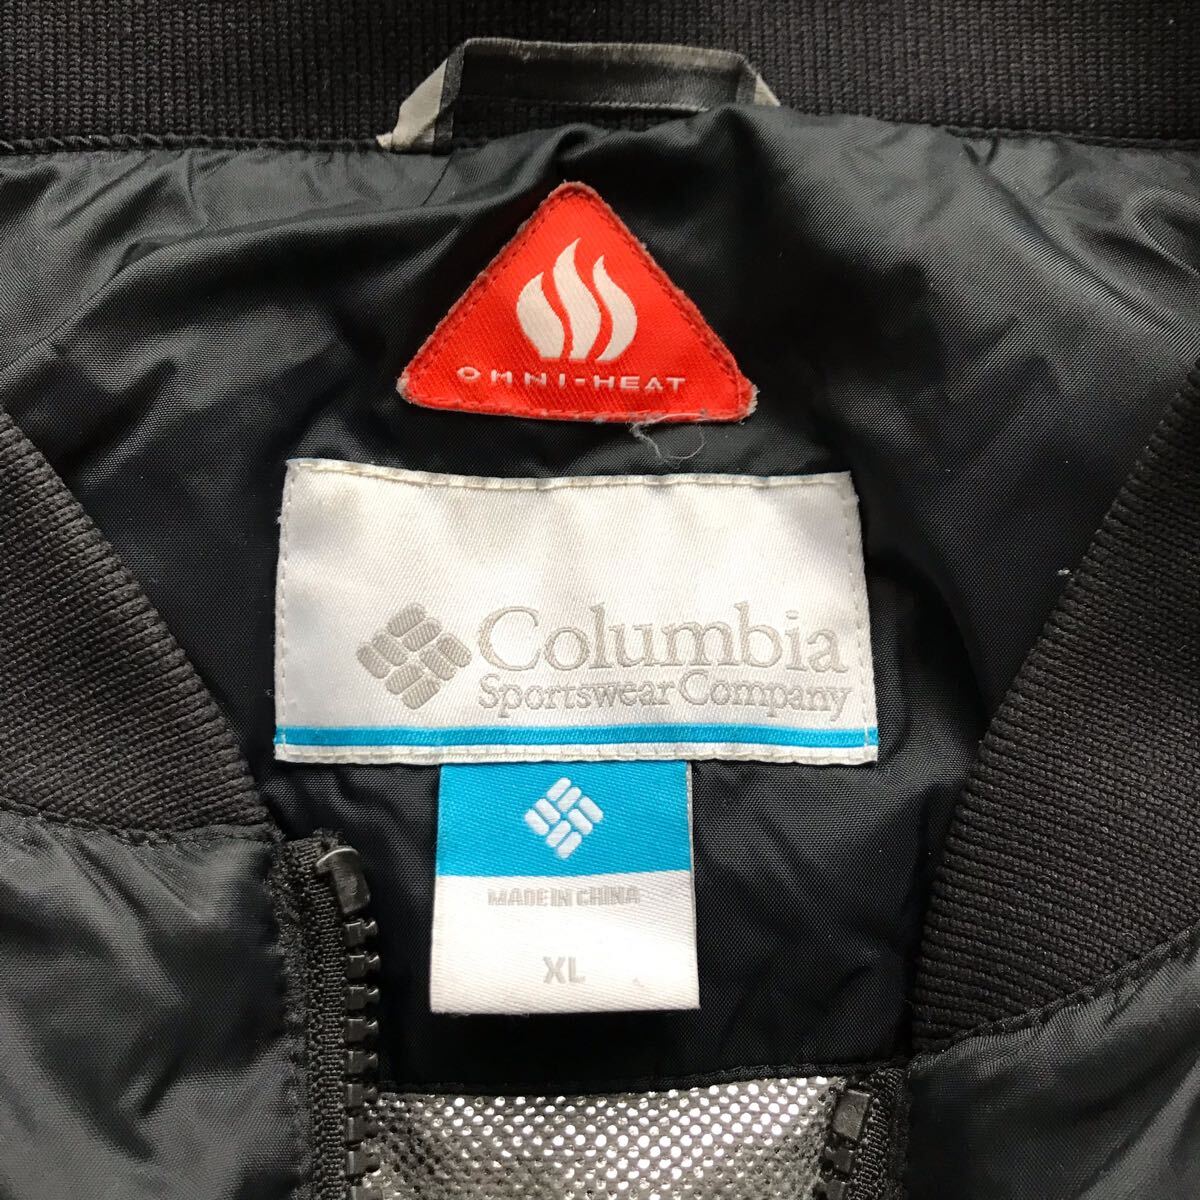 OMNI-HEAT
Columbia
Sportswear Company
MADE IN CHINA
XL